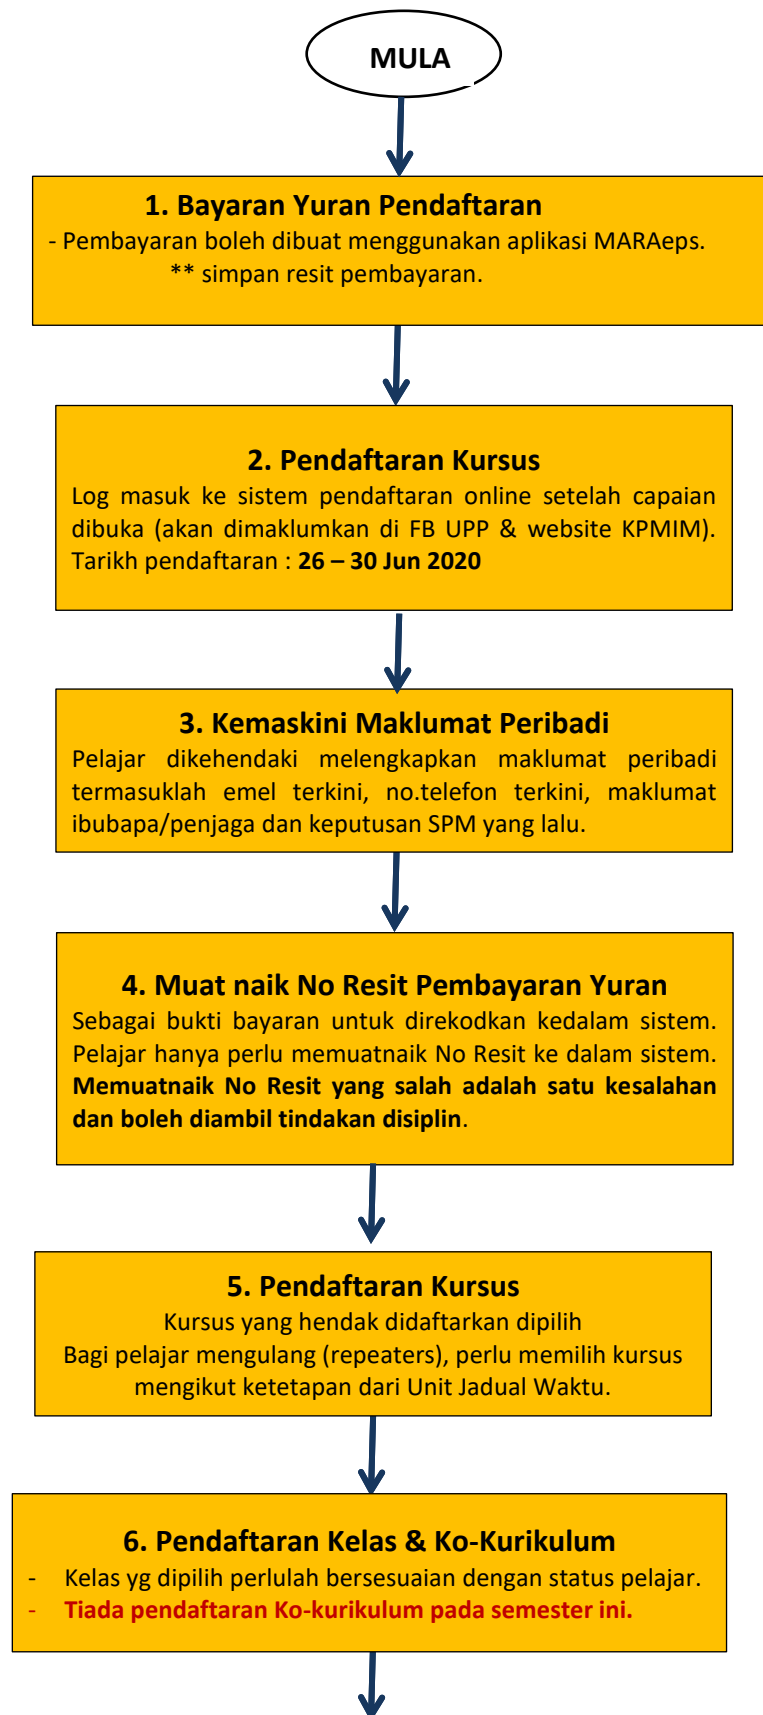 MULA
1. Bayaran Yuran Pendaftaran
- Pembayaran boleh dibuat menggunakan aplikasi MARAeps.
** simpan resit pembayaran.
2. Pendaftaran Kursus
Log masuk ke sistem pendaftaran online setelah capaian
dibuka (akan dimaklumkan di FB UPP & website KPMIM).
Tarikh pendaftaran : 26 – 30 Jun 2020
3. Kemaskini Maklumat Peribadi
Pelajar dikehendaki melengkapkan maklumat peribadi
termasuklah emel terkini, no.telefon terkini, maklumat
ibubapa/penjaga dan keputusan SPM yang lalu.
4. Muat naik No Resit Pembayaran Yuran
Sebagai bukti bayaran untuk direkodkan kedalam sistem.
Pelajar hanya perlu memuatnaik No Resit ke dalam sistem.
Memuatnaik No Resit yang salah adalah satu kesalahan
dan boleh diambil tindakan disiplin.
5. Pendaftaran Kursus
Kursus yang hendak didaftarkan dipilih
Bagi pelajar mengulang (repeaters), perlu memilih kursus
mengikut ketetapan dari Unit Jadual Waktu.
6. Pendaftaran Kelas & Ko-Kurikulum
- Kelas yg dipilih perlulah bersesuaian dengan status pelajar.
- Tiada pendaftaran Ko-kurikulum pada semester ini.